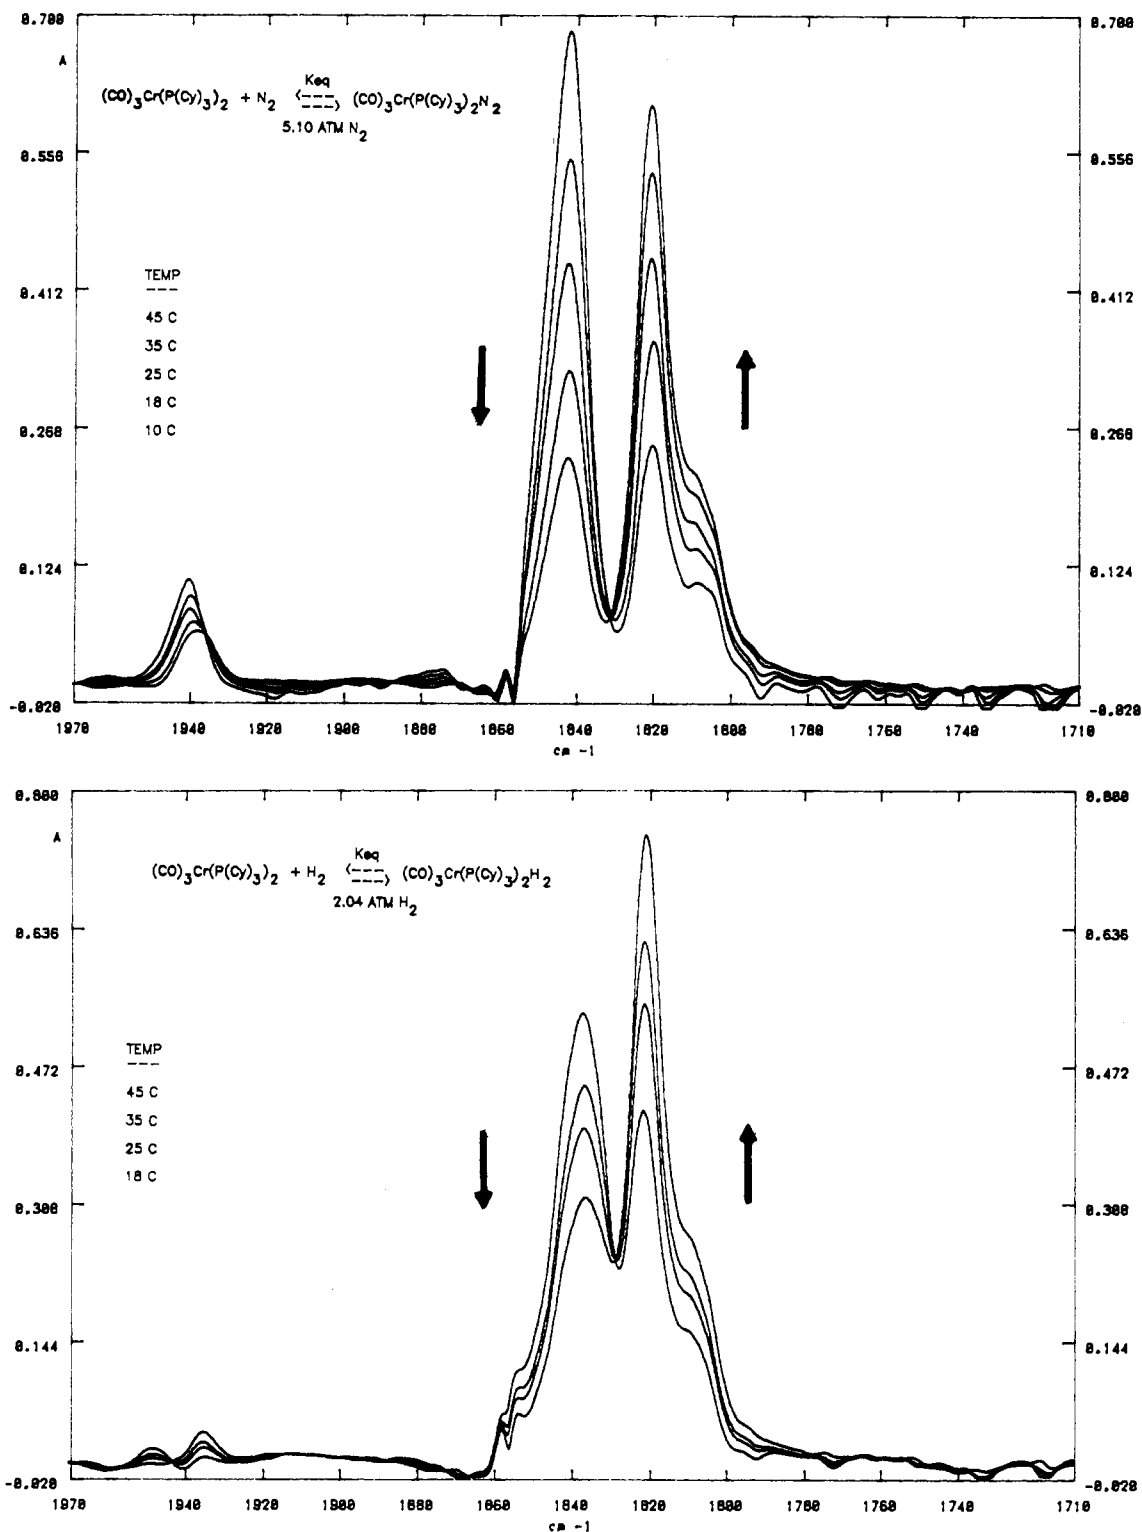 0.700 0.700
A
Keq
(CO)3Cr(P(Cy)3)2 + N2 <---> (CO)3Cr(P(Cy)3)2N2
5.10 ATM N2
0.556 0.556
TEMP
0.412 0.412
45 C
35 C
25 C
18 C
10 C
0.268 0.268
0.124 0.124
-0.020 -0.020
1970 1940 1920 1900 1880 1860 1840 1820 1800 1780 1760 1740 1710
cm -1
0.800 0.800
A
Keq
(CO)3Cr(P(Cy)3)2 + H2 <---> (CO)3Cr(P(Cy)3)2H2
2.04 ATM H2
0.636 0.636
TEMP
0.472 0.472
45 C
35 C
25 C
18 C
0.308 0.308
0.144 0.144
-0.020 -0.020
1970 1940 1920 1900 1880 1860 1840 1820 1800 1780 1760 1740 1710
cm -1